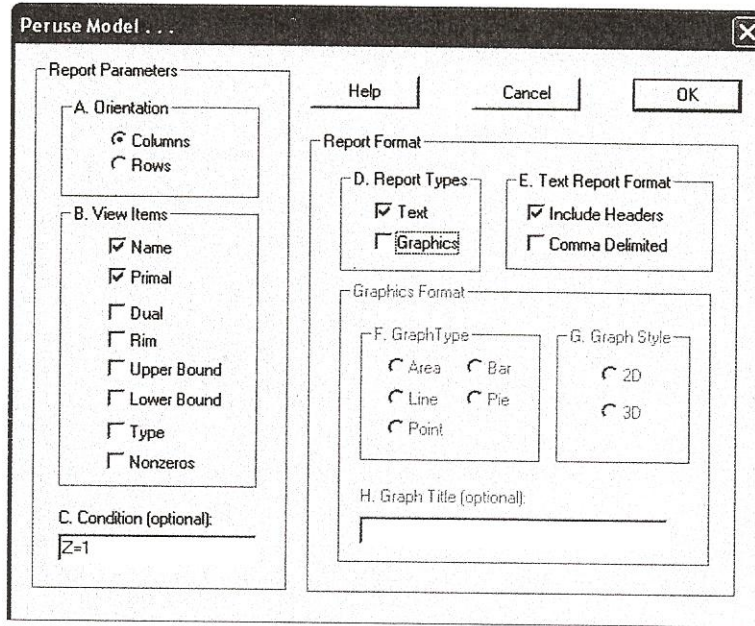 Peruse Model . . .
Report Parameters
A. Orientation
Columns
Rows
B. View Items
Name
Primal
Dual
Rim
Upper Bound
Lower Bound
Type
Nonzeros
C. Condition (optional):
Z=1
Help
Cancel
OK
Report Format
D. Report Types
Text
Graphics
E. Text Report Format
Include Headers
Comma Delimited
Graphics Format
F. GraphType
Area
Bar
Line
Pie
Point
G. Graph Style
2D
3D
H. Graph Title (optional):